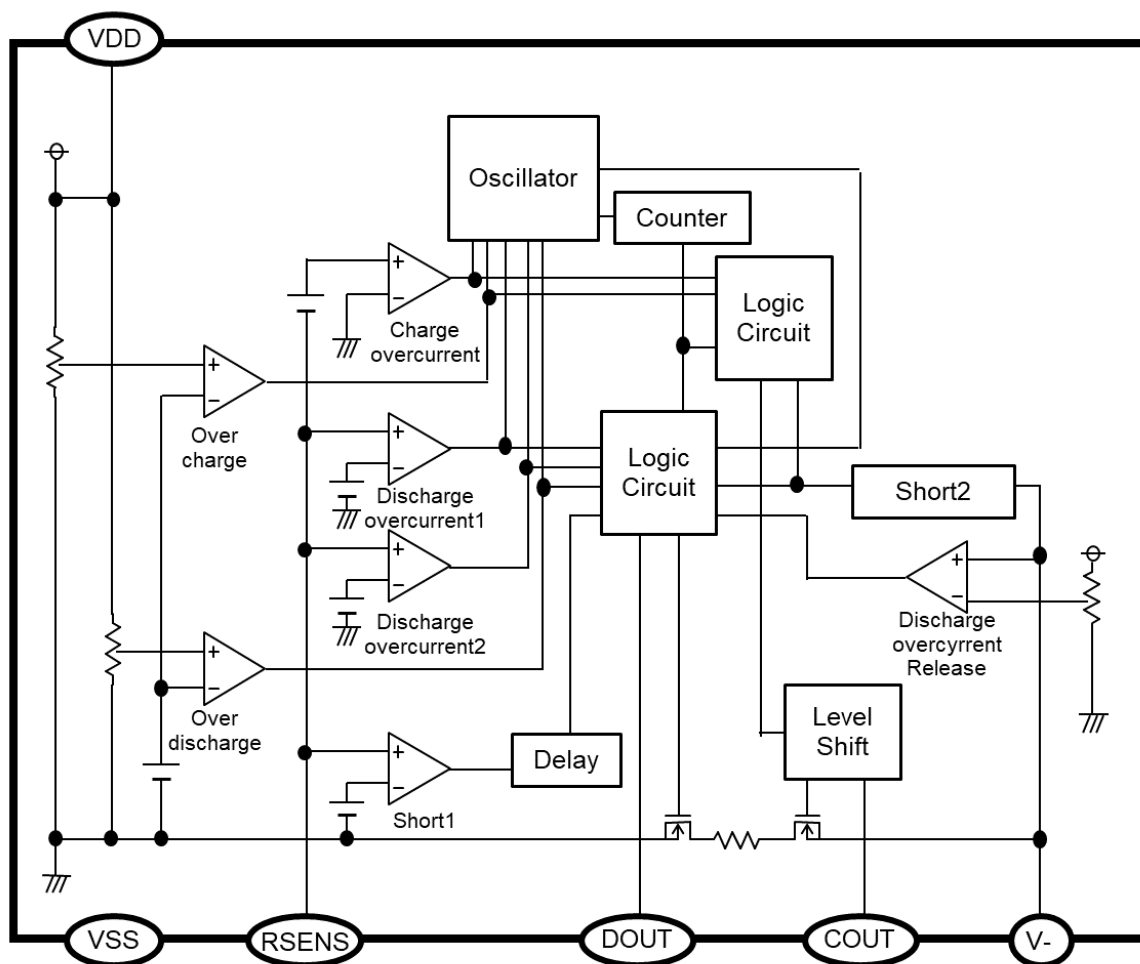 VDD
Oscillator
Counter
+
−
Charge
overcurrent
Logic
Circuit
+
−
Over
charge
+
−
Discharge
overcurrent1
Logic
Circuit
Short2
+
−
Discharge
overcurrent2
+
−
Discharge
overcyrrent
Release
+
−
Over
discharge
+
−
Short1
Delay
Level
Shift
VSS
RSENS
DOUT
COUT
V-